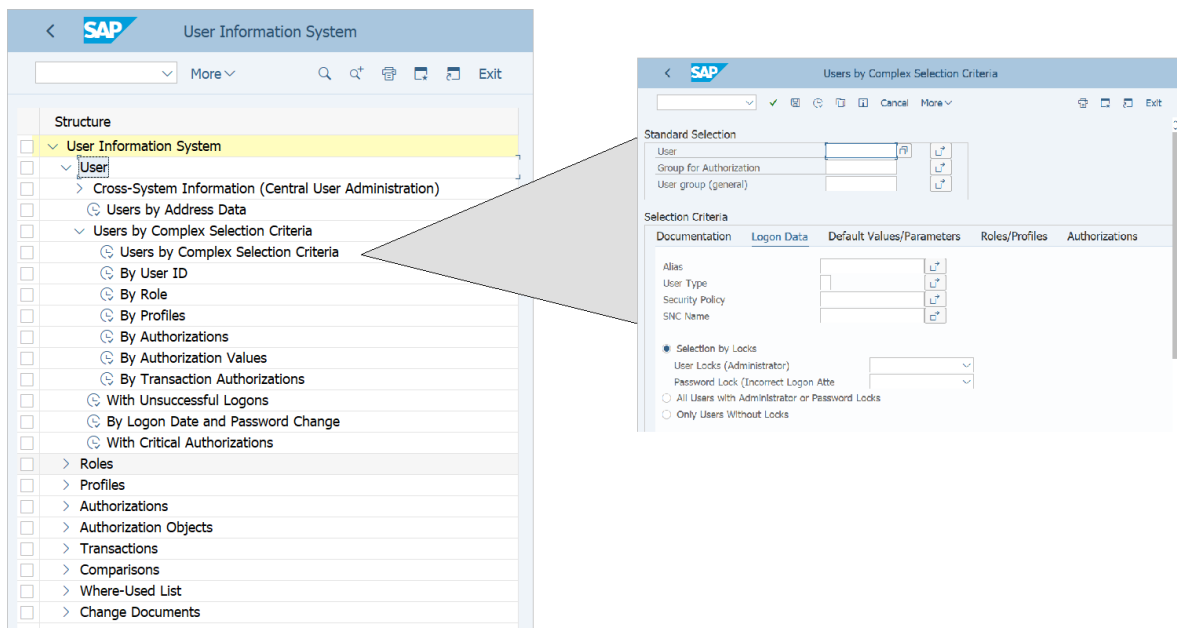 SAP User Information System
More Exit
Structure
User Information System
User
Cross-System Information (Central User Administration)
Users by Address Data
Users by Complex Selection Criteria
Users by Complex Selection Criteria
By User ID
By Role
By Profiles
By Authorizations
By Authorization Values
By Transaction Authorizations
With Unsuccessful Logons
By Logon Date and Password Change
With Critical Authorizations
Roles
Profiles
Authorizations
Authorization Objects
Transactions
Comparisons
Where-Used List
Change Documents
SAP Users by Complex Selection Criteria
Cancel More Exit
Standard Selection
User
Group for Authorization
User group (general)
Selection Criteria
Documentation Logon Data Default Values/Parameters Roles/Profiles Authorizations
Alias
User Type
Security Policy
SNC Name
Selection by Locks
User Locks (Administrator)
Password Lock (Incorrect Logon Atte
All Users with Administrator or Password Locks
Only Users Without Locks